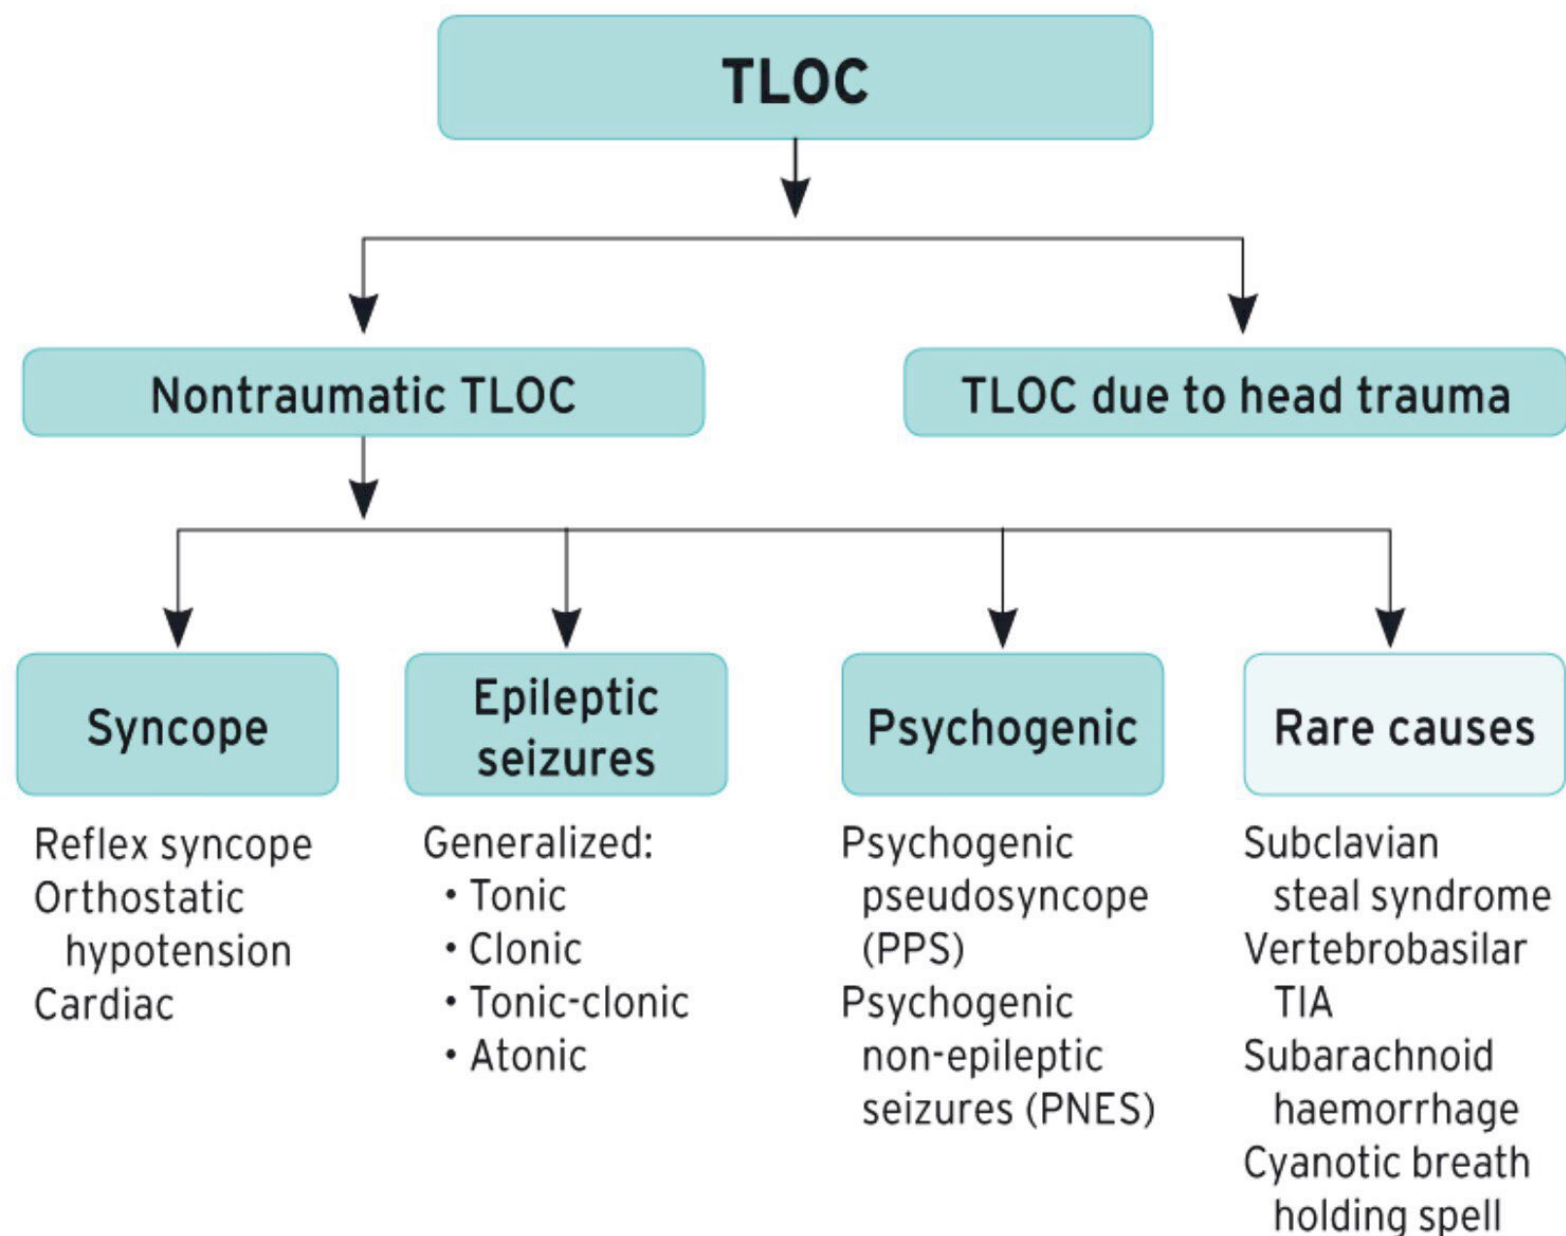 TLOC
Nontraumatic TLOC
TLOC due to head trauma
Syncope
Reflex syncope
Orthostatic
hypotension
Cardiac
Epileptic
seizures
Generalized:
• Tonic
• Clonic
• Tonic-clonic
• Atonic
Psychogenic
Psychogenic
pseudosyncope
(PPS)
Psychogenic
non-epileptic
seizures (PNES)
Rare causes
Subclavian
steal syndrome
Vertebrobasilar
TIA
Subarachnoid
haemorrhage
Cyanotic breath
holding spell